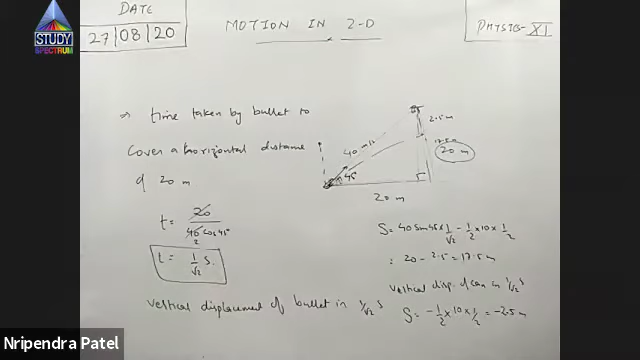 DATE
27/08/20
STUDY
SPECTRUM
MOTION IN 2-D
PHYSICS-XI
→ time taken by bullet to
cover a horizontal distance
of 20 m
t = 20 / 40 cos 45
2
t = 1/√2 s.
vertical displacement of bullet in 1/√2 s
2.5 m
17.5 m
20 m
40 m/s
45
20 m
S = 40 sin 45 × 1/√2 - 1/2 × 10 × 1/2
= 20 - 2.5 = 17.5 m
vertical disp. of can in 1/√2 s
S = -1/2 × 10 × 1/2 = -2.5 m
Nripendra Patel